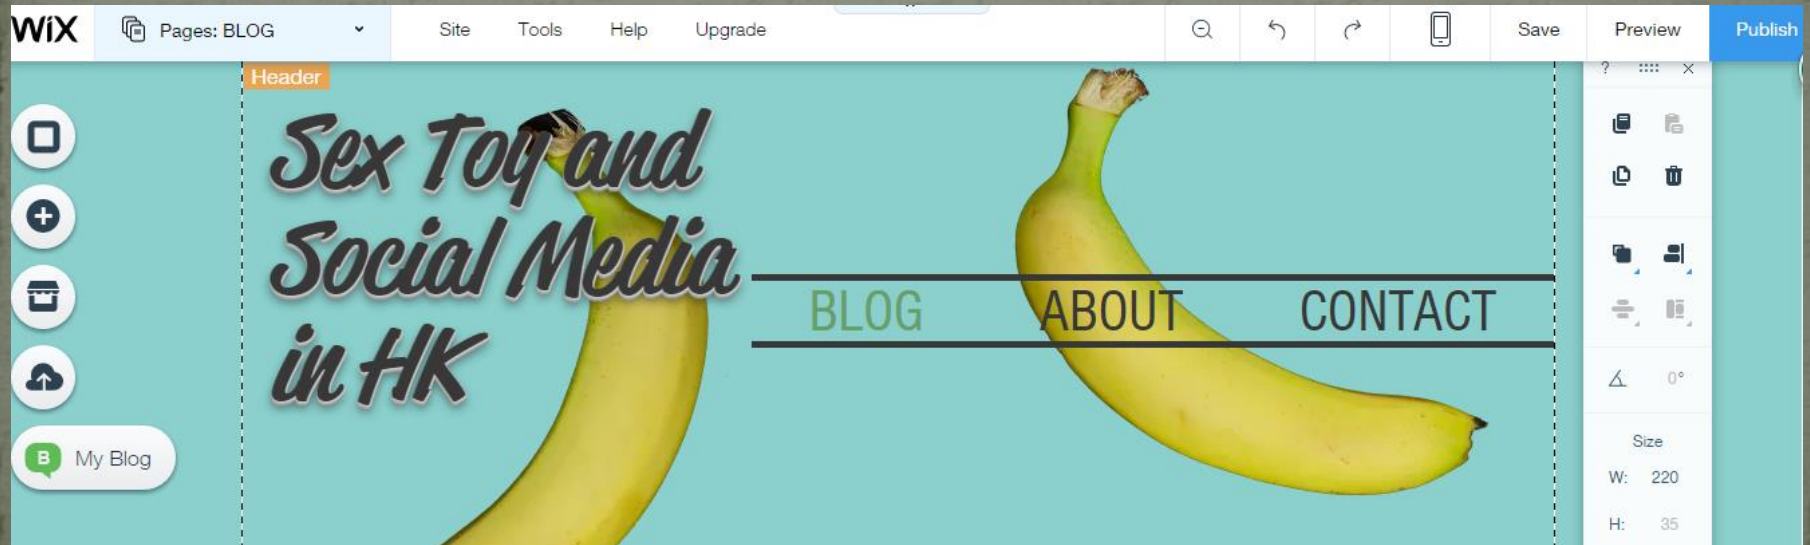 WiX
Pages: BLOG
Site
Tools
Help
Upgrade
Save
Preview
Publish
Header
?
Sex Toy and
Social Media
in HK
BLOG
ABOUT
CONTACT
0°
B
My Blog
Size
W: 220
H: 35